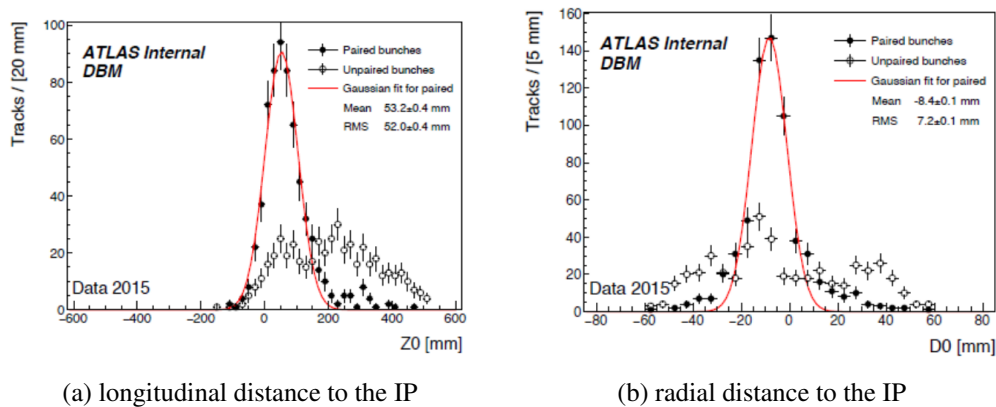 Tracks / [20 mm]
100
80
60
40
20
0
ATLAS Internal
DBM
Paired bunches
Unpaired bunches
Gaussian fit for paired
Mean 53.2±0.4 mm
RMS 52.0±0.4 mm
Data 2015
−600 −400 −200 0 200 400 600
Z0 [mm]
(a) longitudinal distance to the IP
Tracks / [5 mm]
160
140
120
100
80
60
40
20
0
ATLAS Internal
DBM
Paired bunches
Unpaired bunches
Gaussian fit for paired
Mean -8.4±0.1 mm
RMS 7.2±0.1 mm
Data 2015
−80 −60 −40 −20 0 20 40 60 80
D0 [mm]
(b) radial distance to the IP